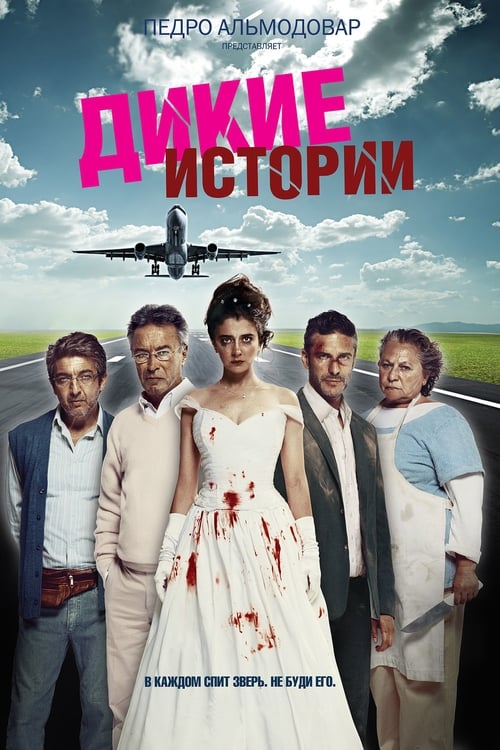 ПЕДРО АЛЬМОДОВАР
ПРЕДСТАВЛЯЕТ
ДИКИЕ
ИСТОРИИ
В КАЖДОМ СПИТ ЗВЕРЬ. НЕ БУДИ ЕГО.